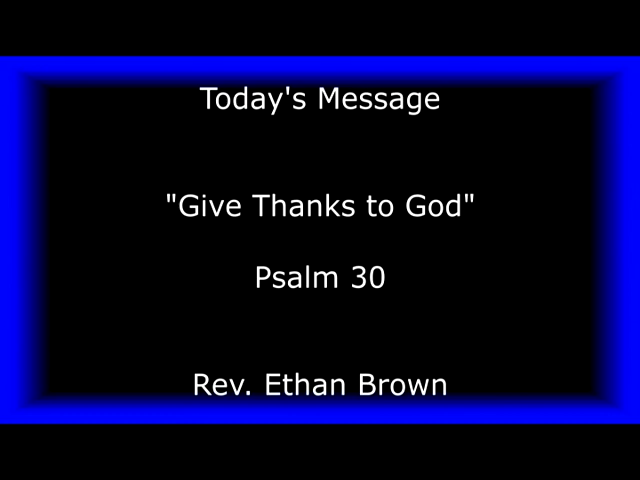 Today's Message
"Give Thanks to God"
Psalm 30
Rev. Ethan Brown